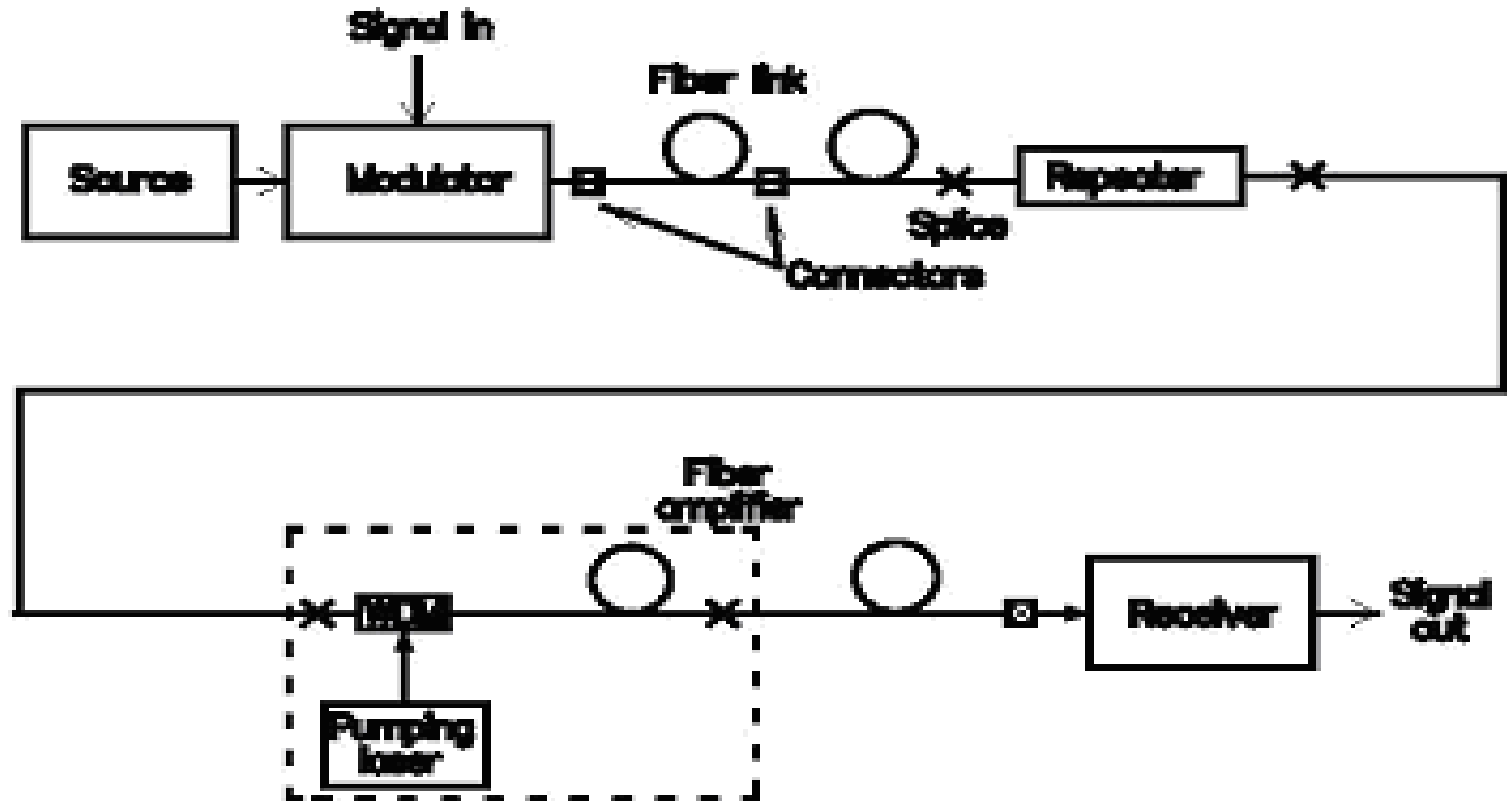 Signal in
Fiber link
Source
Modulator
Repeater
Splice
Connectors
Fiber
amplifier
WDM
Receiver
Signal
out
Pumping
laser